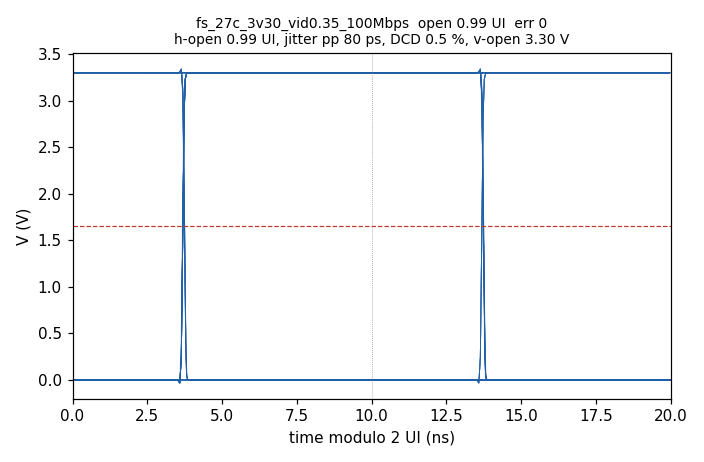 fs_27c_3v30_vid0.35_100Mbps  open 0.99 UI  err 0
h-open 0.99 UI, jitter pp 80 ps, DCD 0.5 %, v-open 3.30 V
3.5
3.0
2.5
2.0
1.5
1.0
0.5
0.0
V (V)
0.0 2.5 5.0 7.5 10.0 12.5 15.0 17.5 20.0
time modulo 2 UI (ns)